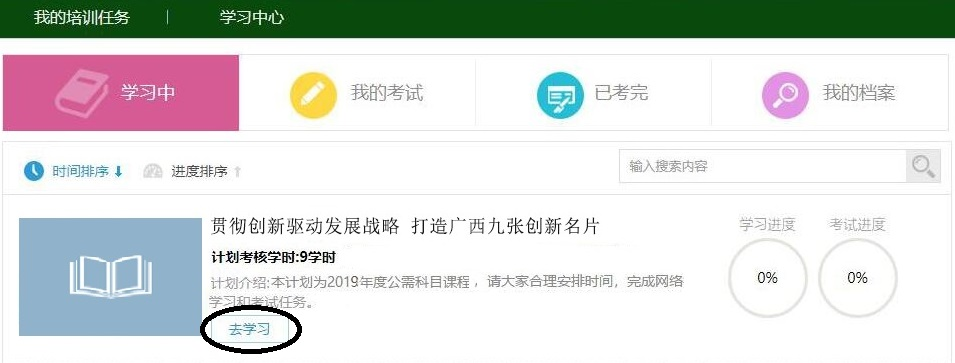 我的培训任务 | 学习中心
学习中 我的考试 已考完 我的档案
时间排序 进度排序 输入搜索内容
贯彻创新驱动发展战略 打造广西九张创新名片 学习进度 考试进度
计划考核学时:9学时
计划介绍:本计划为2019年度公需科目课程，请大家合理安排时间，完成网络
学习和考试任务。
0% 0%
去学习